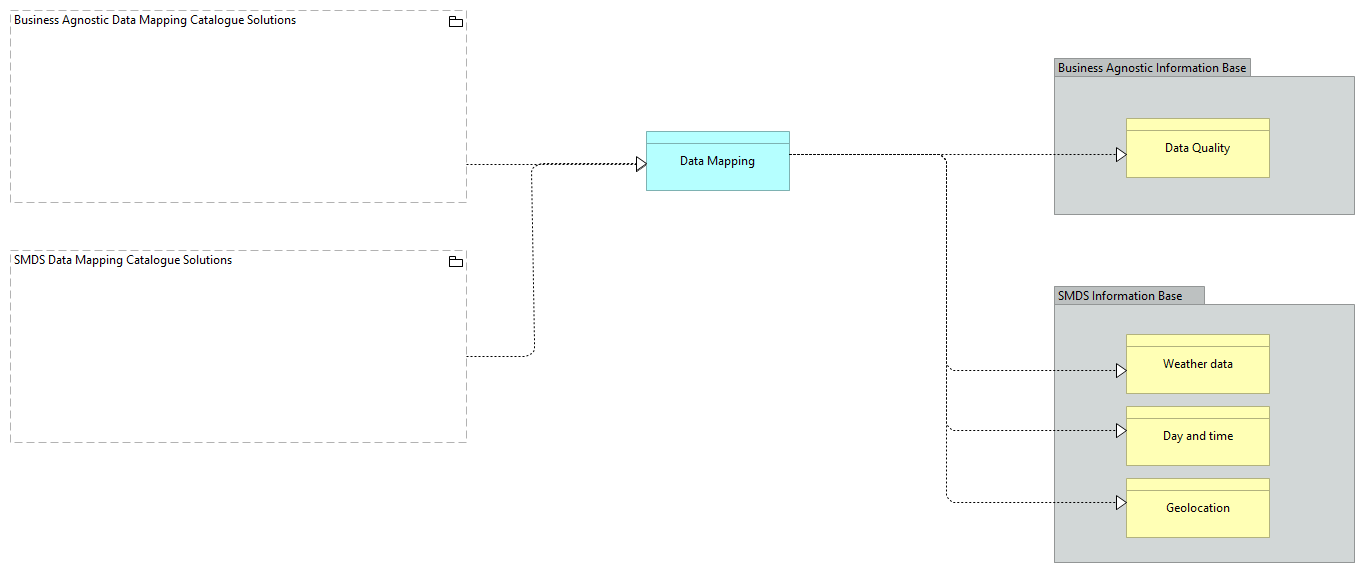 Business Agnostic Data Mapping Catalogue Solutions
SMDS Data Mapping Catalogue Solutions
Data Mapping
Business Agnostic Information Base
Data Quality
SMDS Information Base
Weather data
Day and time
Geolocation